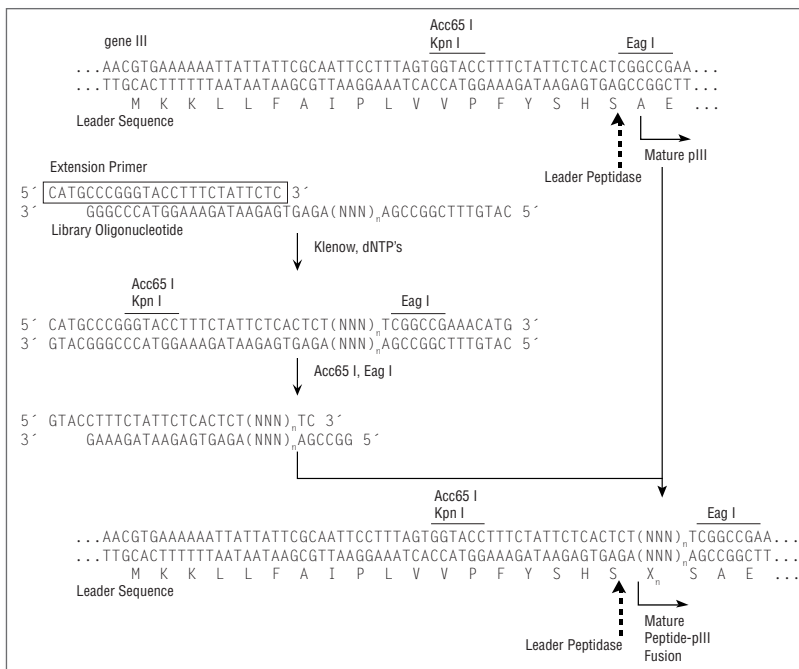 Acc65 I
gene III Kpn I Eag I
...AACGTGAAAAAATTATTATTCGCAATTCCTTTAGTGGTACCTTTCTATTCTCACTCGGCCGAA...
...TTGCACTTTTTTAATAATAAGCGTTAAGGAAATCACCATGGAAAGATAAGAGTGAGCCGGCTT...
M K K L L F A I P L V V P F Y S H S A E ...
Leader Sequence
Mature pIII
Leader Peptidase
Extension Primer
5´ CATGCCCGGGTACCTTTCTATTCTC 3´
3´ GGGCCCATGGAAAGATAAGAGTGAGA(NNN)nAGCCGGCTTTGTAC 5´
Library Oligonucleotide
Klenow, dNTP's
Acc65 I
Kpn I Eag I
5´ CATGCCCGGGTACCTTTCTATTCTCACTCT(NNN)nTCGGCCGAAACATG 3´
3´ GTACGGGCCCATGGAAAGATAAGAGTGAGA(NNN)nAGCCGGCTTTGTAC 5´
Acc65 I, Eag I
5´ GTACCTTTCTATTCTCACTCT(NNN)nTC 3´
3´ GAAAGATAAGAGTGAGA(NNN)nAGCCGG 5´
Acc65 I
Kpn I Eag I
...AACGTGAAAAAATTATTATTCGCAATTCCTTTAGTGGTACCTTTCTATTCTCACTCT(NNN)nTCGGCCGAA...
...TTGCACTTTTTTAATAATAAGCGTTAAGGAAATCACCATGGAAAGATAAGAGTGAGA(NNN)nAGCCGGCTT...
M K K L L F A I P L V V P F Y S H S Xn S A E ...
Leader Sequence
Leader Peptidase
Mature
Peptide-pIII
Fusion